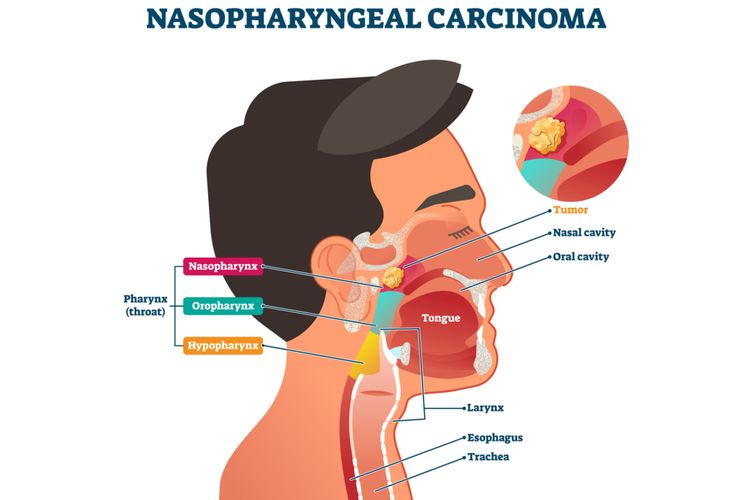 NASOPHARYNGEAL CARCINOMA
Tumor
Nasal cavity
Oral cavity
Nasopharynx
Pharynx
(throat)
Oropharynx
Hypopharynx
Tongue
Larynx
Esophagus
Trachea